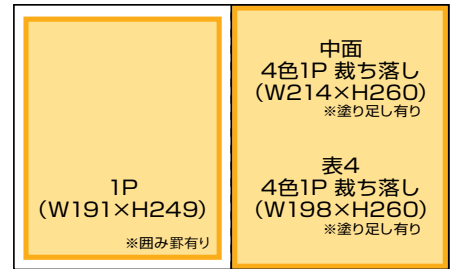 1P
(W191×H249)
※囲み罫有り
中面
4色1P 裁ち落し
(W214×H260)
※塗り足し有り
表4
4色1P 裁ち落し
(W198×H260)
※塗り足し有り